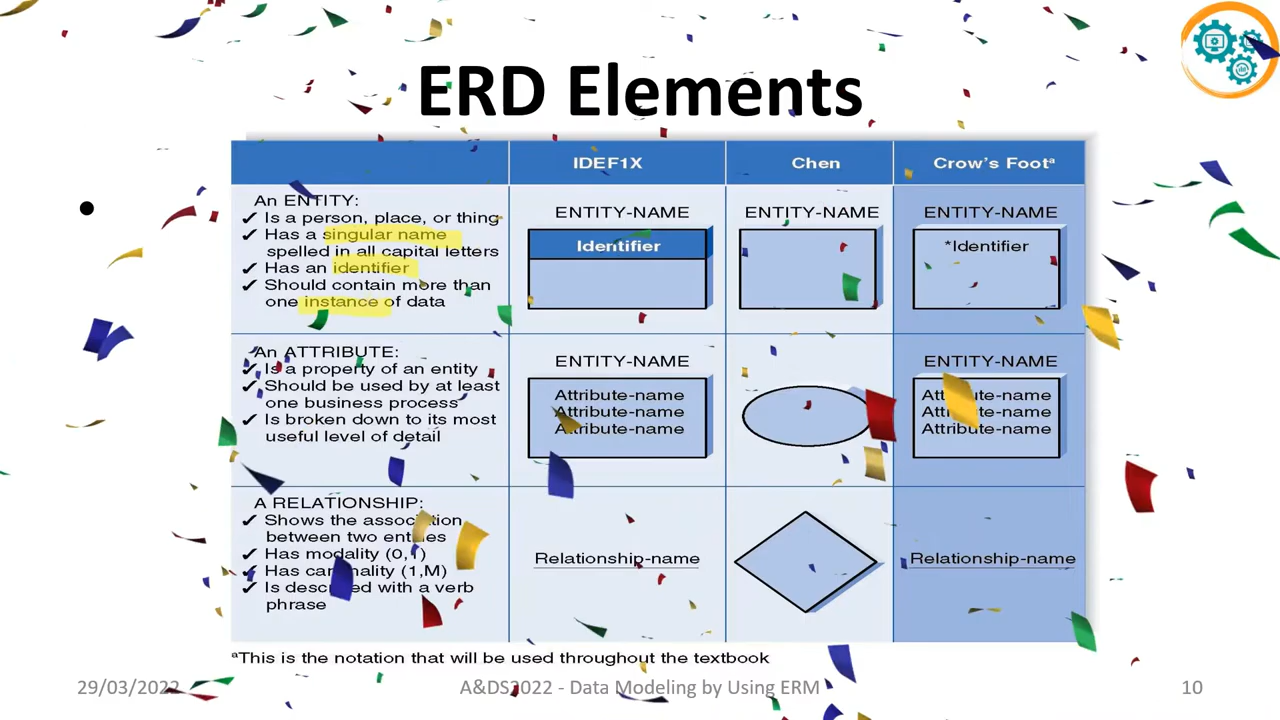 ERD Elements
IDEF1X
Chen
Crow's Footᵃ
An ENTITY:
✓ Is a person, place, or thing
✓ Has a singular name
spelled in all capital letters
✓ Has an identifier
✓ Should contain more than
one instance of data
ENTITY-NAME
Identifier
ENTITY-NAME
ENTITY-NAME
*Identifier
An ATTRIBUTE:
✓ Is a property of an entity
✓ Should be used by at least
one business process
✓ Is broken down to its most
useful level of detail
ENTITY-NAME
Attribute-name
Attribute-name
Attribute-name
ENTITY-NAME
Attribute-name
Attribute-name
Attribute-name
A RELATIONSHIP:
✓ Shows the association
between two entities
✓ Has modality (0,1)
✓ Has cardinality (1,M)
✓ Is described with a verb
phrase
Relationship-name
Relationship-name
ᵃThis is the notation that will be used throughout the textbook
29/03/2022
A&DS2022 - Data Modeling by Using ERM
10